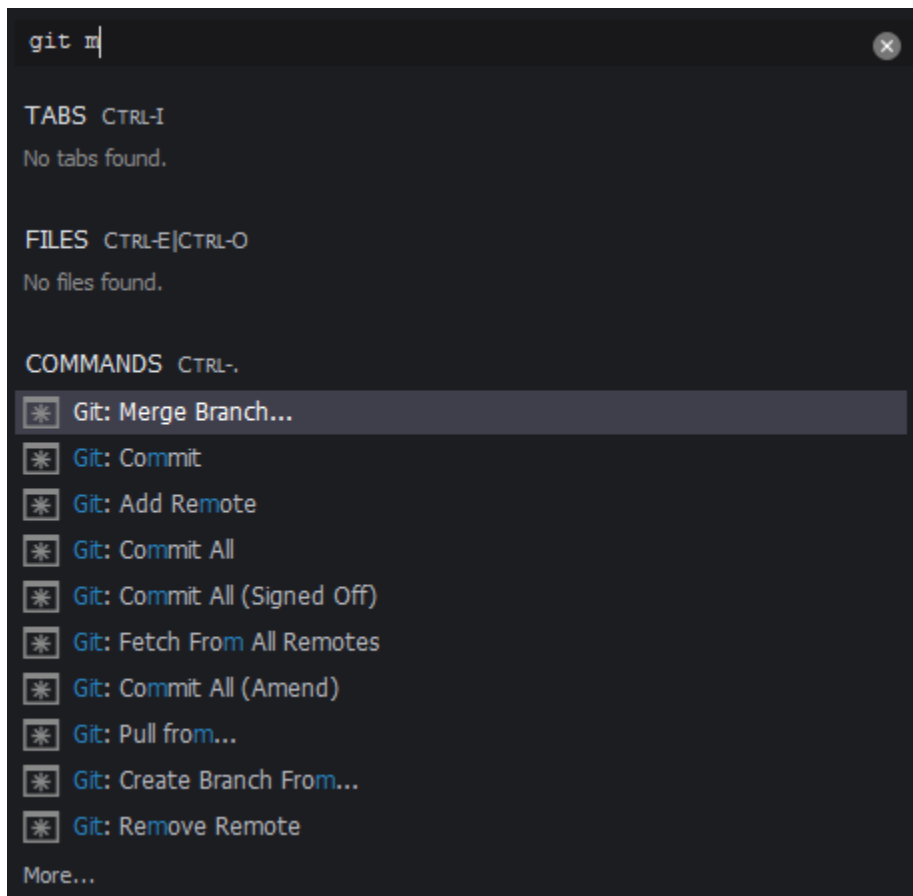 git m
TABS CTRL-I
No tabs found.
FILES CTRL-E|CTRL-O
No files found.
COMMANDS CTRL-.
Git: Merge Branch...
Git: Commit
Git: Add Remote
Git: Commit All
Git: Commit All (Signed Off)
Git: Fetch From All Remotes
Git: Commit All (Amend)
Git: Pull from...
Git: Create Branch From...
Git: Remove Remote
More...